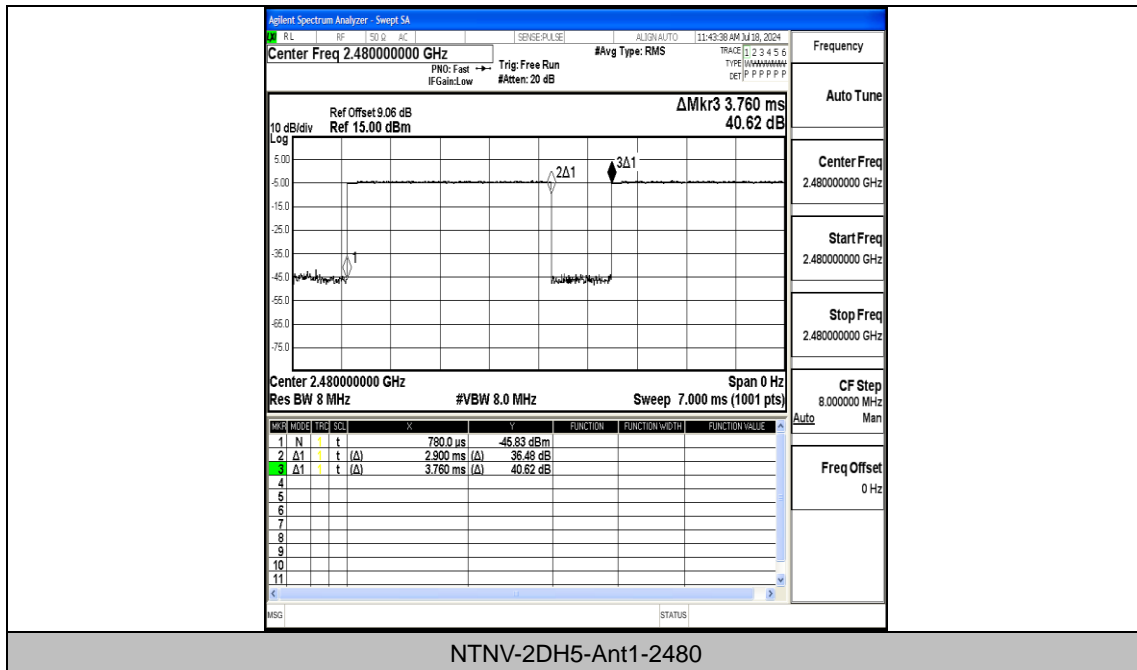 Agilent Spectrum Analyzer - Swept SA
RL RF 50 Ω AC SENSE:PULSE ALIGN AUTO 11:43:38 AM Jul 18, 2024
Center Freq 2.480000000 GHz
#Avg Type: RMS
TRACE 1 2 3 4 5 6
TYPE
DET P P P P P P
PNO: Fast
IFGain:Low
Trig: Free Run
#Atten: 20 dB
Frequency
Auto Tune
Center Freq
2.480000000 GHz
Start Freq
2.480000000 GHz
Stop Freq
2.480000000 GHz
CF Step
8.000000 MHz
Auto Man
Freq Offset
0 Hz
ΔMkr3 3.760 ms
40.62 dB
Ref Offset 9.06 dB
10 dB/div Ref 15.00 dBm
Log
5.00
-5.00
-15.0
-25.0
-35.0
-45.0
-55.0
-65.0
-75.0
1
2Δ1
3Δ1
Center 2.480000000 GHz Span 0 Hz
Res BW 8 MHz #VBW 8.0 MHz Sweep 7.000 ms (1001 pts)
MKR MODE TRC SCL X Y FUNCTION FUNCTION WIDTH FUNCTION VALUE
1 N 1 t 780.0 us -45.83 dBm
2 Δ1 1 t (Δ) 2.900 ms (Δ) 36.48 dB
3 Δ1 1 t (Δ) 3.760 ms (Δ) 40.62 dB
4
5
6
7
8
9
10
11
MSG STATUS
NTNV-2DH5-Ant1-2480